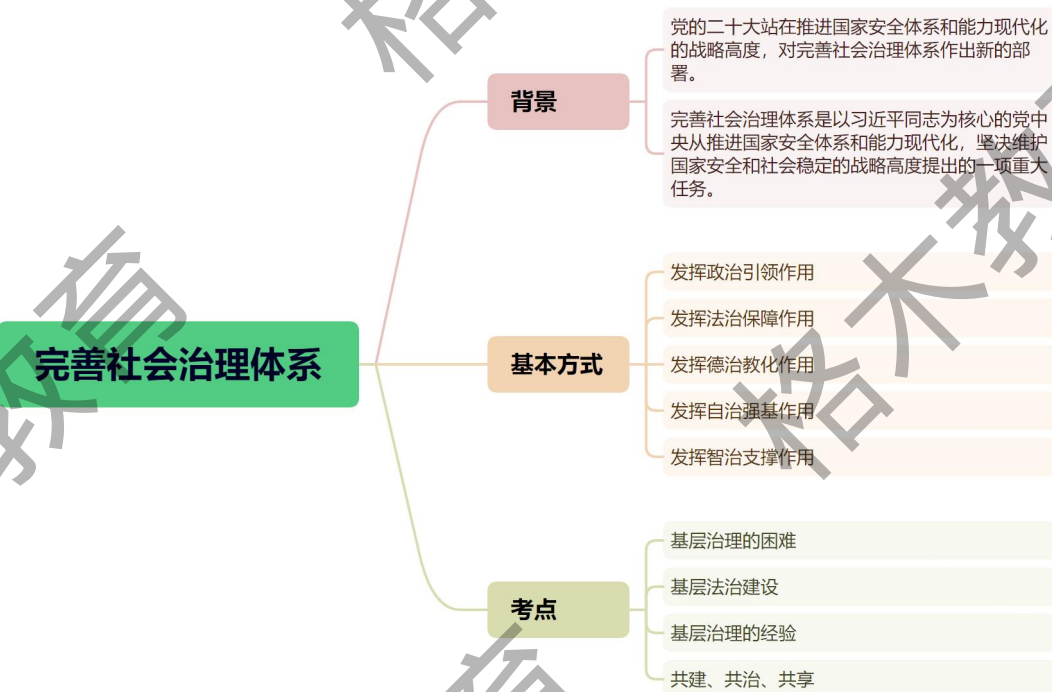 完善社会治理体系
背景
党的二十大站在推进国家安全体系和能力现代化
的战略高度，对完善社会治理体系作出新的部
署。
完善社会治理体系是以习近平同志为核心的党中
央从推进国家安全体系和能力现代化，坚决维护
国家安全和社会稳定的战略高度提出的一项重大
任务。
基本方式
发挥政治引领作用
发挥法治保障作用
发挥德治教化作用
发挥自治强基作用
发挥智治支撑作用
考点
基层治理的困难
基层法治建设
基层治理的经验
共建、共治、共享
格
格木教
教育
育